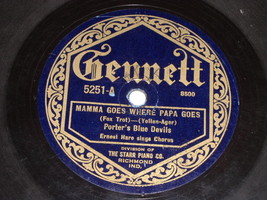 Gennett
5251-A 8500
MAMMA GOES WHERE PAPA GOES
(Fox Trot)—(Yellen-Ager)
Porter's Blue Devils
Ernest Hare sings Chorus
DIVISION OF
THE STARR PIANO CO.
RICHMOND
IND.